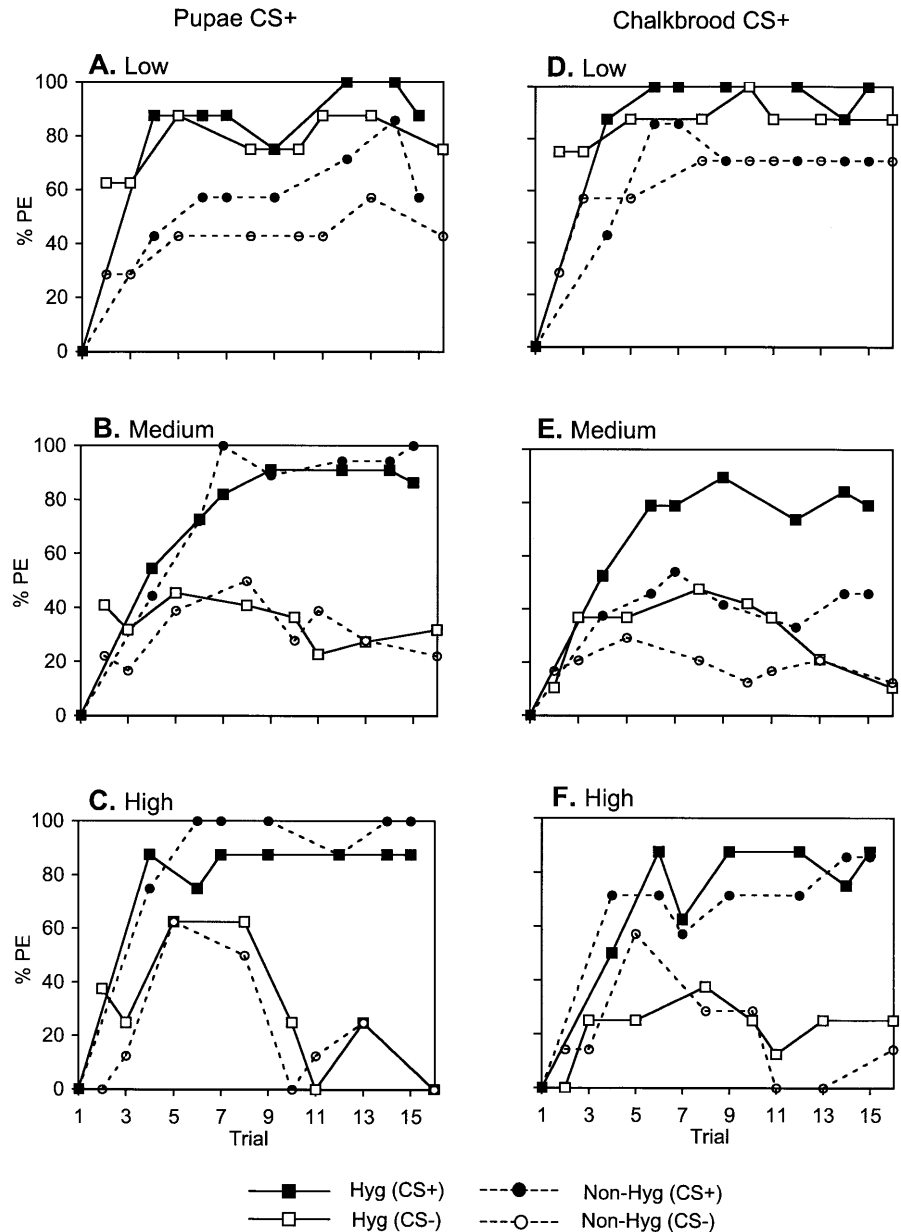 Pupae CS+ Chalkbrood CS+
A. Low
100
80
60
40
20
0
% PE
D. Low
B. Medium
100
80
60
40
20
0
% PE
E. Medium
C. High
100
80
60
40
20
0
% PE
1 3 5 7 9 11 13 15
Trial
F. High
1 3 5 7 9 11 13 15
Trial
Hyg (CS+) Non-Hyg (CS+)
Hyg (CS-) Non-Hyg (CS-)